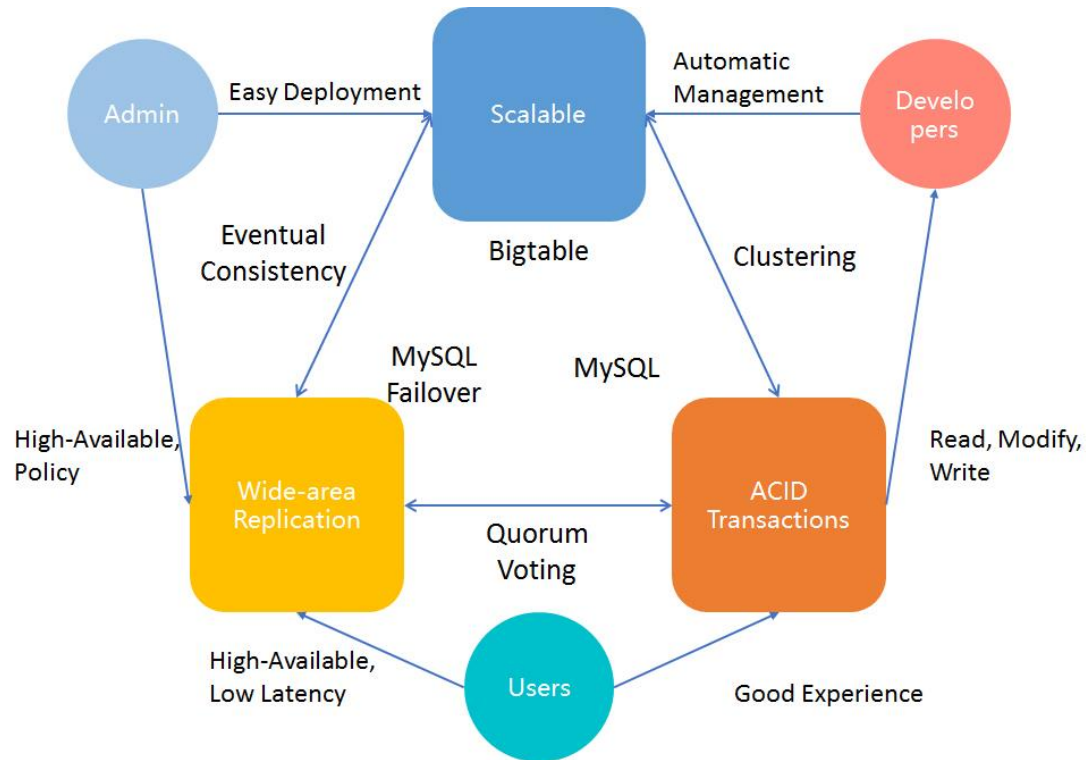 Admin
Easy Deployment
Scalable
Automatic
Management
Develo
pers
Eventual
Consistency
Bigtable
Clustering
MySQL
Failover
MySQL
High-Available,
Policy
Wide-area
Replication
Quorum
Voting
ACID
Transactions
Read, Modify,
Write
High-Available,
Low Latency
Users
Good Experience